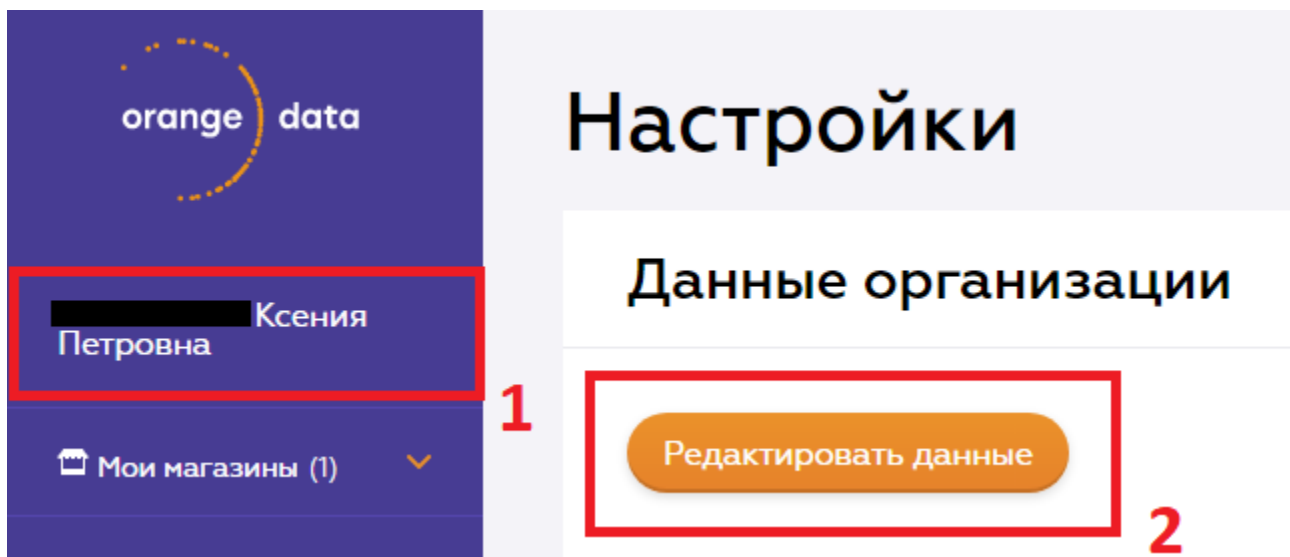 orange data
Ксения
Петровна
1
Мои магазины (1)
Настройки
Данные организации
Редактировать данные
2